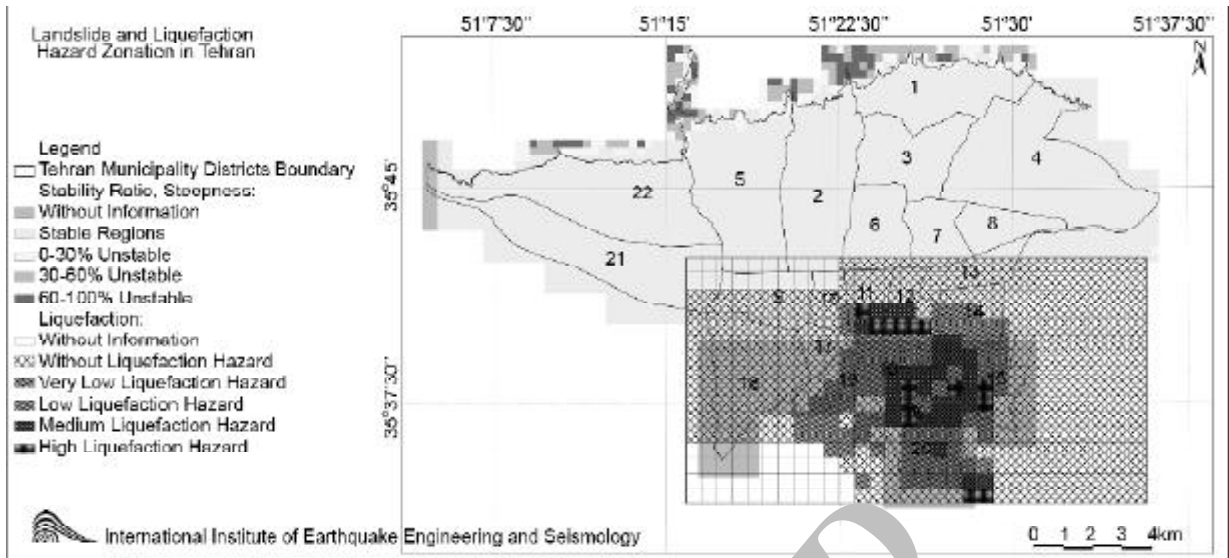 51°7'30" 51°15' 51°22'30" 51°30' 51°37'30"
Landslide and Liquefaction
Hazard Zonation in Tehran
N
1
Legend
Tehran Municipality Districts Boundary
Stability Ratio, Steepness:
Without Information
Stable Regions
0-30% Unstable
30-60% Unstable
60-100% Unstable
Liquefaction:
Without Information
Without Liquefaction Hazard
Very Low Liquefaction Hazard
Low Liquefaction Hazard
Medium Liquefaction Hazard
High Liquefaction Hazard
35°45'
35°37'30"
3 4
5
22 2
6 7 8
21
13
9 10 11 12
14
17
18 19 15
20
International Institute of Earthquake Engineering and Seismology
0 1 2 3 4km